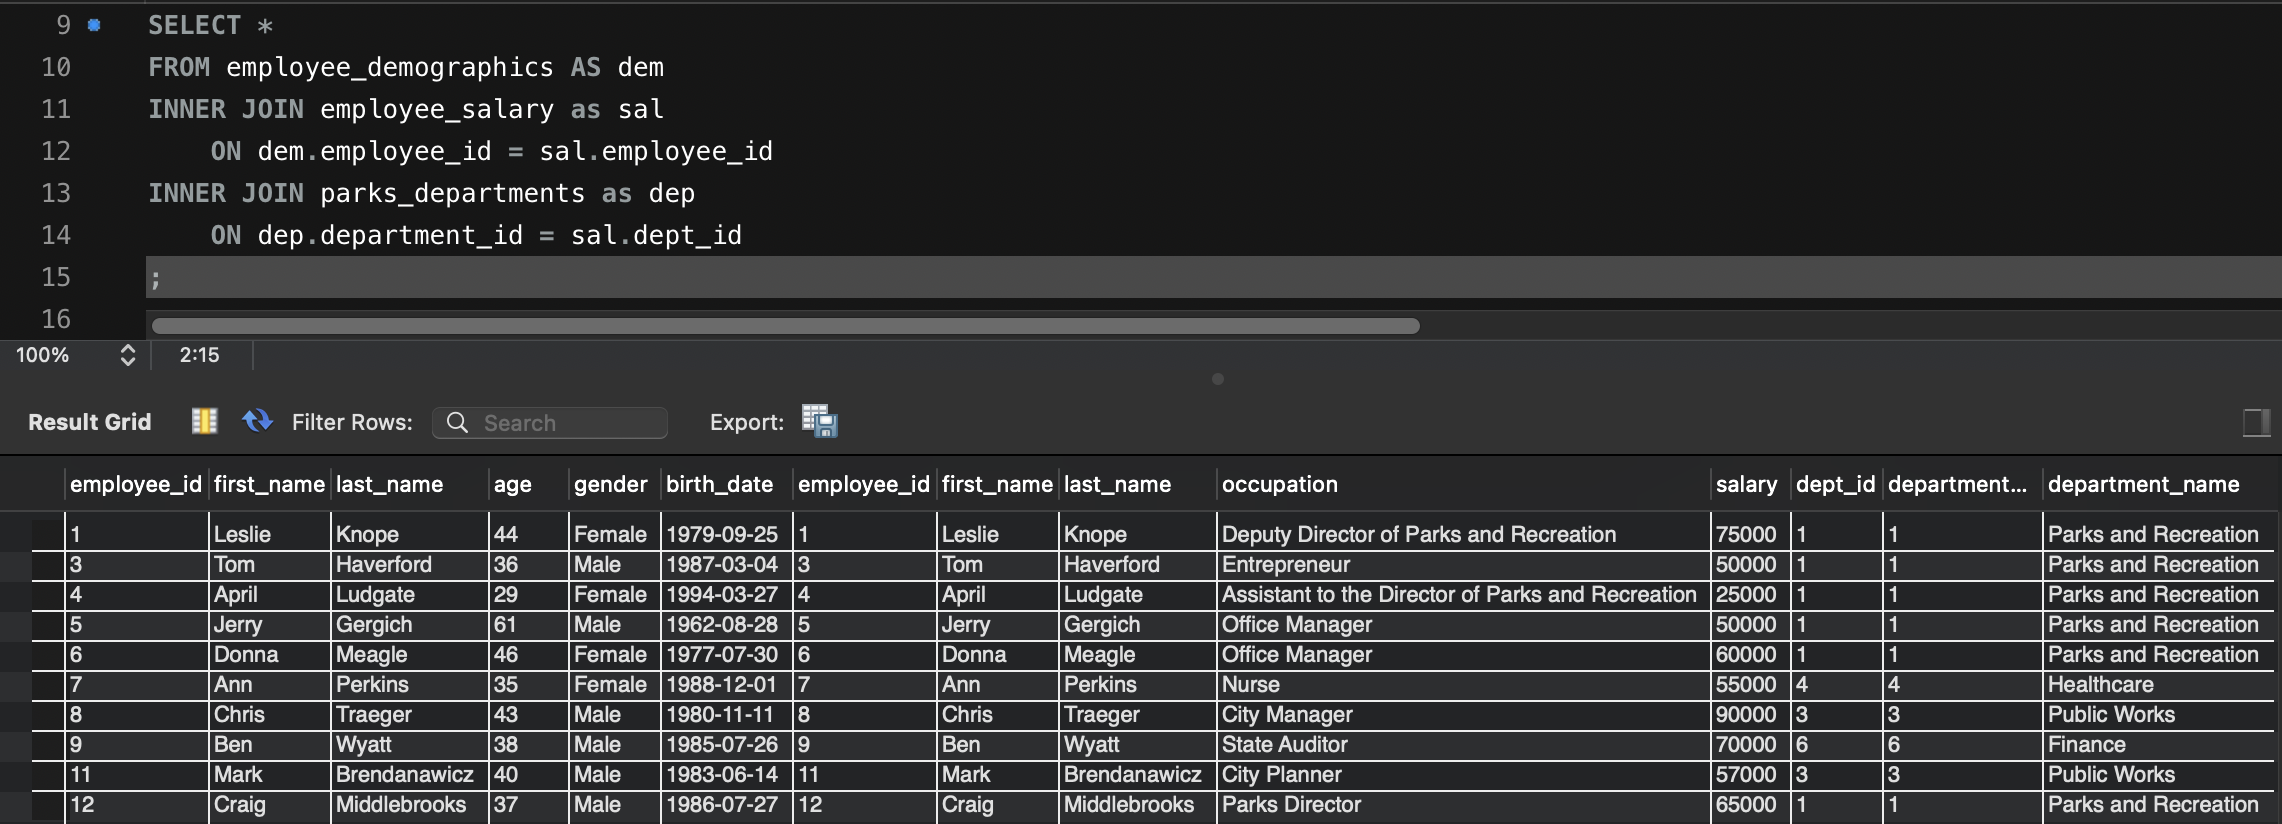 9 SELECT *
10 FROM employee_demographics AS dem
11 INNER JOIN employee_salary as sal
12 ON dem.employee_id = sal.employee_id
13 INNER JOIN parks_departments as dep
14 ON dep.department_id = sal.dept_id
15 ;
16
100% 2:15
Result Grid Filter Rows: Search Export:
employee_id first_name last_name age gender birth_date employee_id first_name last_name occupation salary dept_id department... department_name
1 Leslie Knope 44 Female 1979-09-25 1 Leslie Knope Deputy Director of Parks and Recreation 75000 1 1 Parks and Recreation
3 Tom Haverford 36 Male 1987-03-04 3 Tom Haverford Entrepreneur 50000 1 1 Parks and Recreation
4 April Ludgate 29 Female 1994-03-27 4 April Ludgate Assistant to the Director of Parks and Recreation 25000 1 1 Parks and Recreation
5 Jerry Gergich 61 Male 1962-08-28 5 Jerry Gergich Office Manager 50000 1 1 Parks and Recreation
6 Donna Meagle 46 Female 1977-07-30 6 Donna Meagle Office Manager 60000 1 1 Parks and Recreation
7 Ann Perkins 35 Female 1988-12-01 7 Ann Perkins Nurse 55000 4 4 Healthcare
8 Chris Traeger 43 Male 1980-11-11 8 Chris Traeger City Manager 90000 3 3 Public Works
9 Ben Wyatt 38 Male 1985-07-26 9 Ben Wyatt State Auditor 70000 6 6 Finance
11 Mark Brendanawicz 40 Male 1983-06-14 11 Mark Brendanawicz City Planner 57000 3 3 Public Works
12 Craig Middlebrooks 37 Male 1986-07-27 12 Craig Middlebrooks Parks Director 65000 1 1 Parks and Recreation